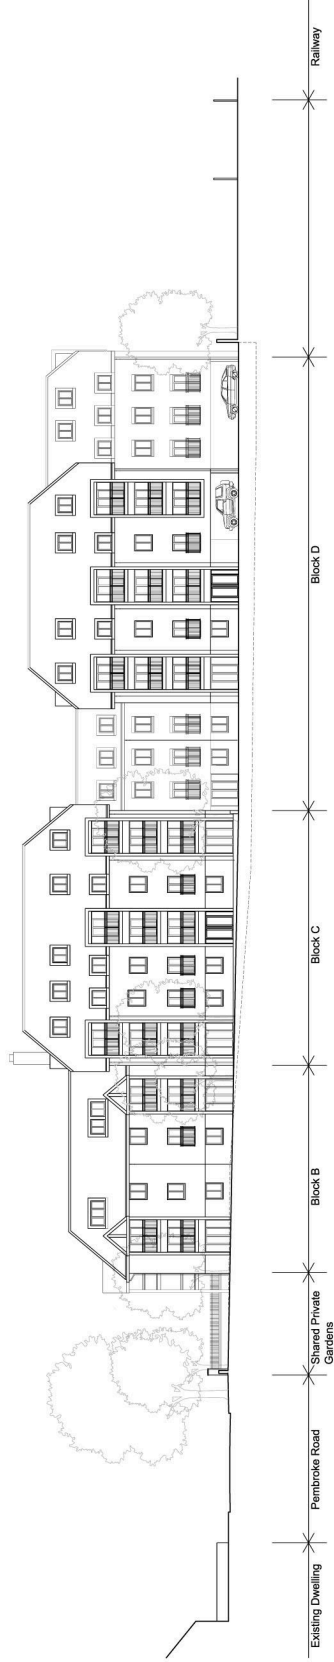 Existing Dwelling
Pembroke Road
Shared Private
Gardens
Block B
Block C
Block D
Railway